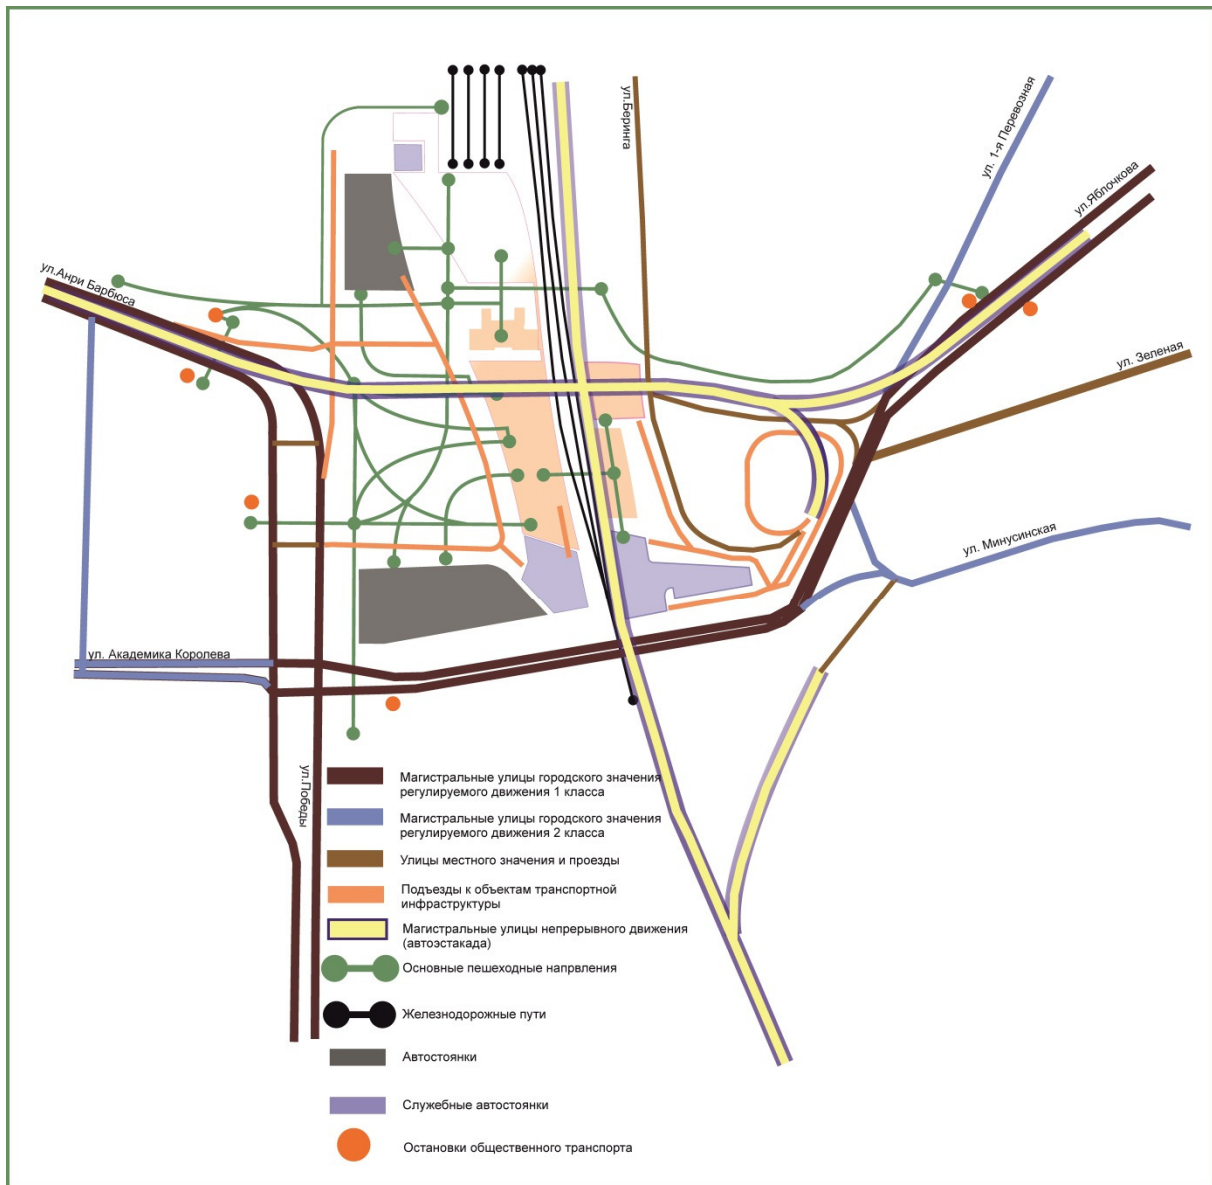 ул.Беринга
ул. 1-я Перевозная
ул.Яблочкова
ул.Анри Барбюса
ул. Зеленая
ул. Минусинская
ул. Академика Королева
ул.Победы
Магистральные улицы городского значения
регулируемого движения 1 класса
Магистральные улицы городского значения
регулируемого движения 2 класса
Улицы местного значения и проезды
Подъезды к объектам транспортной
инфраструктуры
Магистральные улицы непрерывного движения
(автоэстакада)
Основные пешеходные напрвления
Железнодорожные пути
Автостоянки
Служебные автостоянки
Остановки общественного транспорта